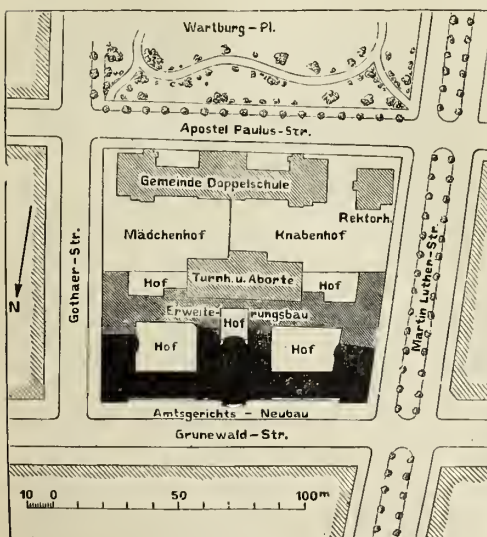 Wartburg-Pl.
Apostel Paulus-Str.
Gemeinde Doppelschule
Rektorh.
Mädchenhof
Knabenhof
Gothaer-Str.
Martin Luther-Str.
Hof
Turnh. u. Aborte
Hof
Erweite-rungsbau
Hof
Hof
Hof
N
Amtsgerichts - Neubau
Grunewald-Str.
10 0 50 100 m